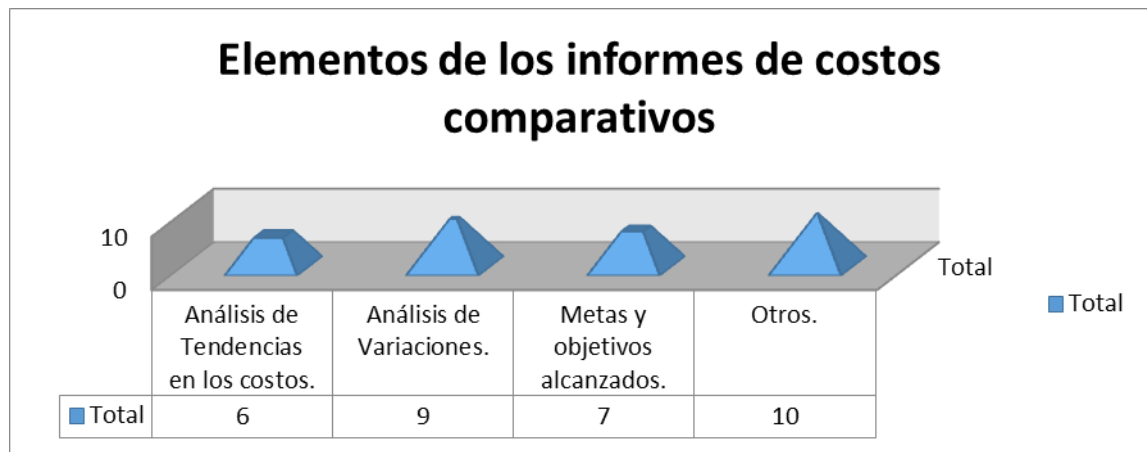 Elementos de los informes de costos
comparativos
10
0
Total
Total
Análisis de
Tendencias
en los costos.
Análisis de
Variaciones.
Metas y
objetivos
alcanzados.
Otros.
Total 6 9 7 10